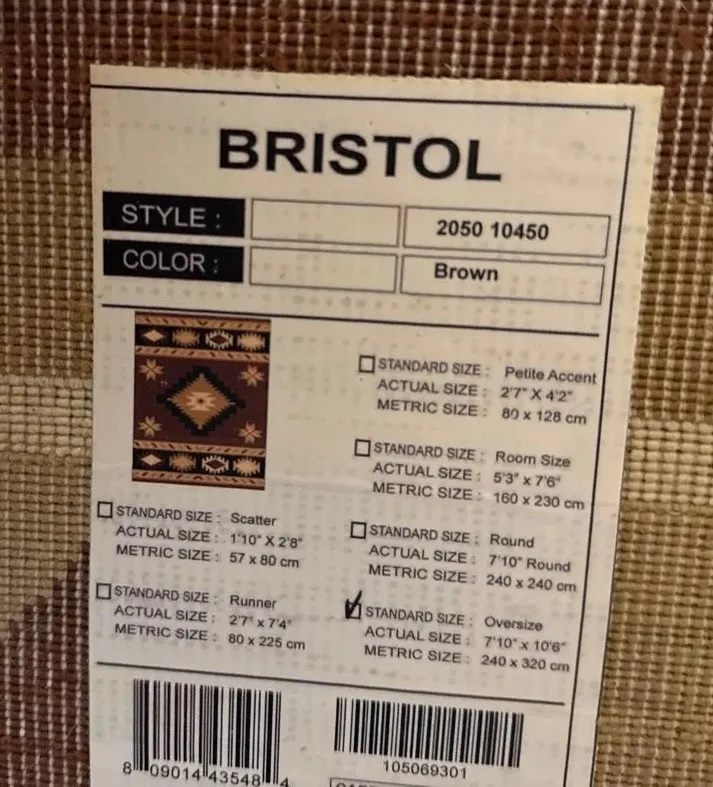 BRISTOL
STYLE : 2050 10450
COLOR : Brown
STANDARD SIZE : Petite Accent
ACTUAL SIZE : 2'7" X 4'2"
METRIC SIZE : 80 x 128 cm
STANDARD SIZE : Room Size
ACTUAL SIZE : 5'3" x 7'6"
METRIC SIZE : 160 x 230 cm
STANDARD SIZE : Scatter
ACTUAL SIZE : 1'10" X 2'8"
METRIC SIZE : 57 x 80 cm
STANDARD SIZE : Round
ACTUAL SIZE : 7'10" Round
METRIC SIZE : 240 x 240 cm
STANDARD SIZE : Runner
ACTUAL SIZE : 2'7" x 7'4"
METRIC SIZE : 80 x 225 cm
STANDARD SIZE : Oversize
ACTUAL SIZE : 7'10" x 10'6"
METRIC SIZE : 240 x 320 cm
8 09014 43548 4
105069301